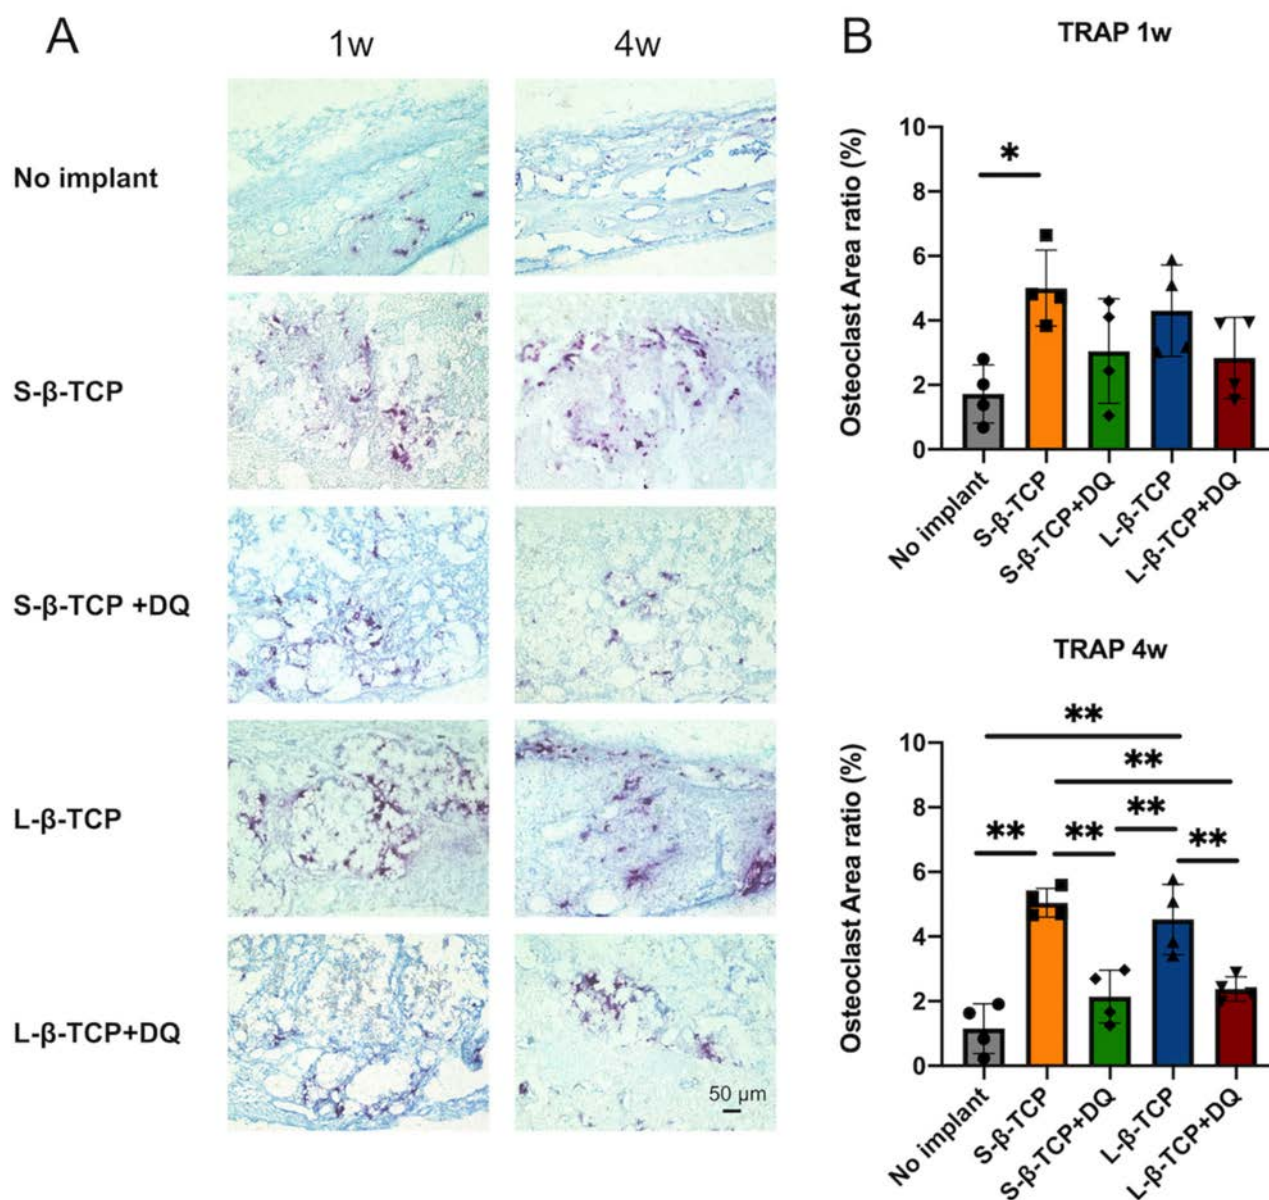 A
1w
4w
No implant
S-β-TCP
S-β-TCP +DQ
L-β-TCP
L-β-TCP+DQ
50 µm
B
TRAP 1w
Osteoclast Area ratio (%)
10
8
6
4
2
0
*
No implant
S-β-TCP
S-β-TCP+DQ
L-β-TCP
L-β-TCP+DQ
TRAP 4w
Osteoclast Area ratio (%)
10
8
6
4
2
0
**
**
**
** ** **
No implant
S-β-TCP
S-β-TCP+DQ
L-β-TCP
L-β-TCP+DQ